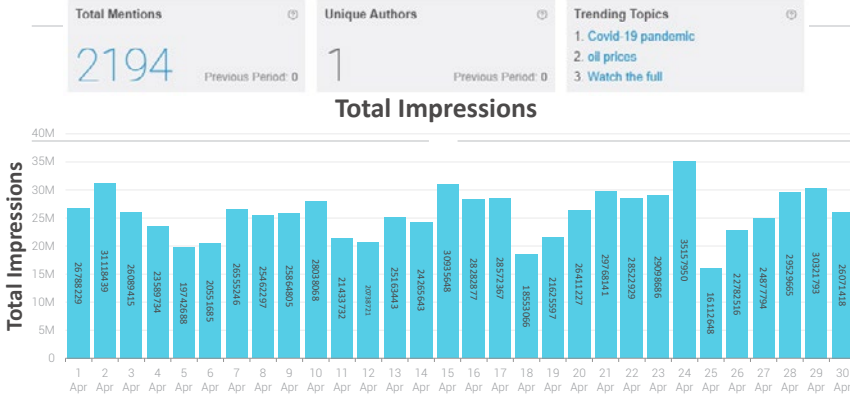 Total Mentions
2194
Previous Period: 0
Unique Authors
1
Previous Period: 0
Trending Topics
1. Covid-19 pandemic
2. oil prices
3. Watch the full
Total Impressions
Total Impressions
40M
35M
30M
25M
20M
15M
10M
5M
0
26788229
31118439
26089415
23589734
19742688
20551685
26555246
25462297
25864805
28038068
21433732
20738721
25163443
24265643
30935648
28282877
28572367
18553066
21625597
26411227
29768141
28522929
29098686
35157950
16112648
22782516
24877794
29529665
30321793
26071418
1 2 3 4 5 6 7 8 9 10 11 12 13 14 15 16 17 18 19 20 21 22 23 24 25 26 27 28 29 30
Apr Apr Apr Apr Apr Apr Apr Apr Apr Apr Apr Apr Apr Apr Apr Apr Apr Apr Apr Apr Apr Apr Apr Apr Apr Apr Apr Apr Apr Apr